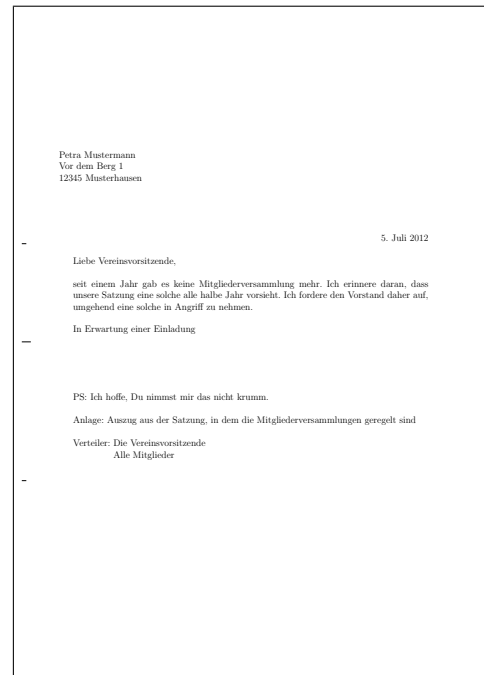 Petra Mustermann
Vor dem Berg 1
12345 Musterhausen
5. Juli 2012
Liebe Vereinsvorsitzende,
seit einem Jahr gab es keine Mitgliederversammlung mehr. Ich erinnere daran, dass
unsere Satzung eine solche alle halbe Jahr vorsieht. Ich fordere den Vorstand daher auf,
umgehend eine solche in Angriff zu nehmen.
In Erwartung einer Einladung
PS: Ich hoffe, Du nimmst mir das nicht krumm.
Anlage: Auszug aus der Satzung, in dem die Mitgliederversammlungen geregelt sind
Verteiler: Die Vereinsvorsitzende
Alle Mitglieder